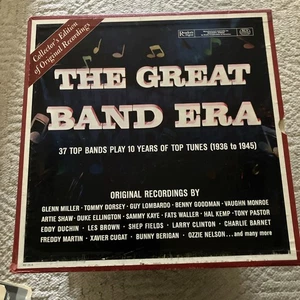 Collector's Edition
of Original Recordings
Reader's Digest
THE GREAT
BAND ERA
37 TOP BANDS PLAY 10 YEARS OF TOP TUNES (1936 to 1945)
ORIGINAL RECORDINGS BY
GLENN MILLER • TOMMY DORSEY • GUY LOMBARDO • BENNY GOODMAN • VAUGHN MONROE
ARTIE SHAW • DUKE ELLINGTON • SAMMY KAYE • FATS WALLER • HAL KEMP • TONY PASTOR
EDDY DUCHIN • LES BROWN • SHEP FIELDS • LARRY CLINTON • CHARLIE BARNET
FREDDY MARTIN • XAVIER CUGAT • BUNNY BERIGAN • OZZIE NELSON... and many more